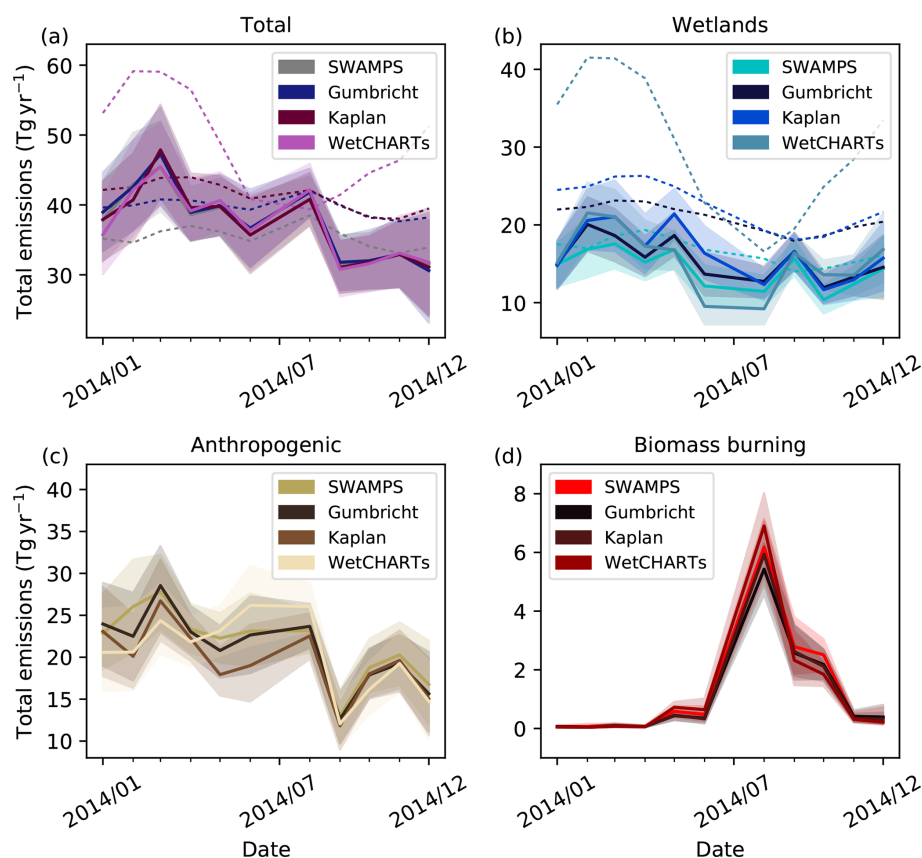 (a) Total
Total emissions (Tg yr−1)
60
50
40
30
SWAMPS
Gumbricht
Kaplan
WetCHARTs
2014/01
2014/07
2014/12
(b) Wetlands
40
30
20
10
SWAMPS
Gumbricht
Kaplan
WetCHARTs
2014/01
2014/07
2014/12
(c) Anthropogenic
Total emissions (Tg yr−1)
40
35
30
25
20
15
10
SWAMPS
Gumbricht
Kaplan
WetCHARTs
2014/01
2014/07
2014/12
Date
(d) Biomass burning
8
6
4
2
0
SWAMPS
Gumbricht
Kaplan
WetCHARTs
2014/01
2014/07
2014/12
Date